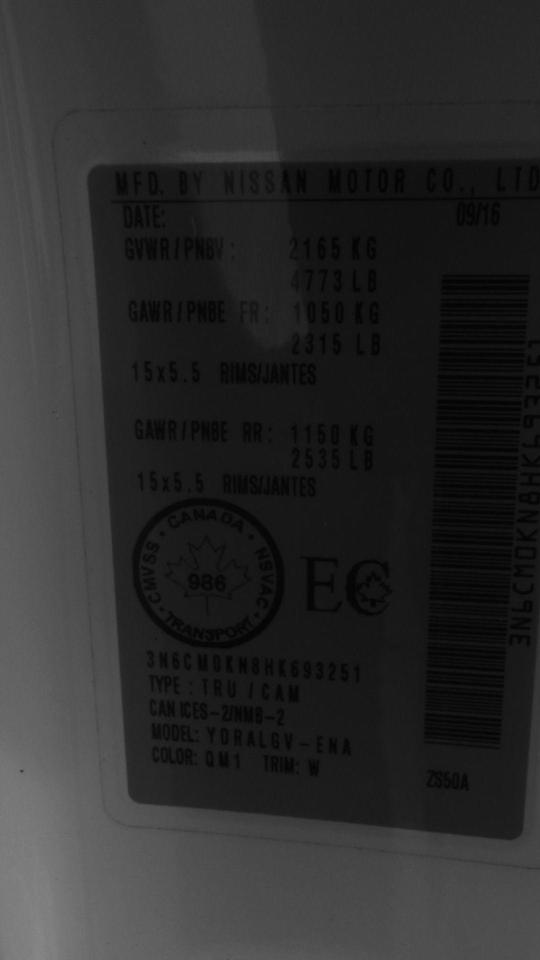 MFD. BY NISSAN MOTOR CO., LTD
DATE: 09/16
GVWR/PNBV: 2165 KG
4773 LB
GAWR/PNBE FR: 1050 KG
2315 LB
15x5.5 RIMS/JANTES
GAWR/PNBE RR: 1150 KG
2535 LB
15x5.5 RIMS/JANTES
CANADA
CMVSS
NSVAC
986
TRANSPORT
EC
3N6CM0KN8HK693251
TYPE: TRU/CAM
CAN ICES-2/NMB-2
MODEL: YDRALGV-ENA
COLOR: QM1 TRIM: W
ZS50A
3N6CM0KN8HK693251